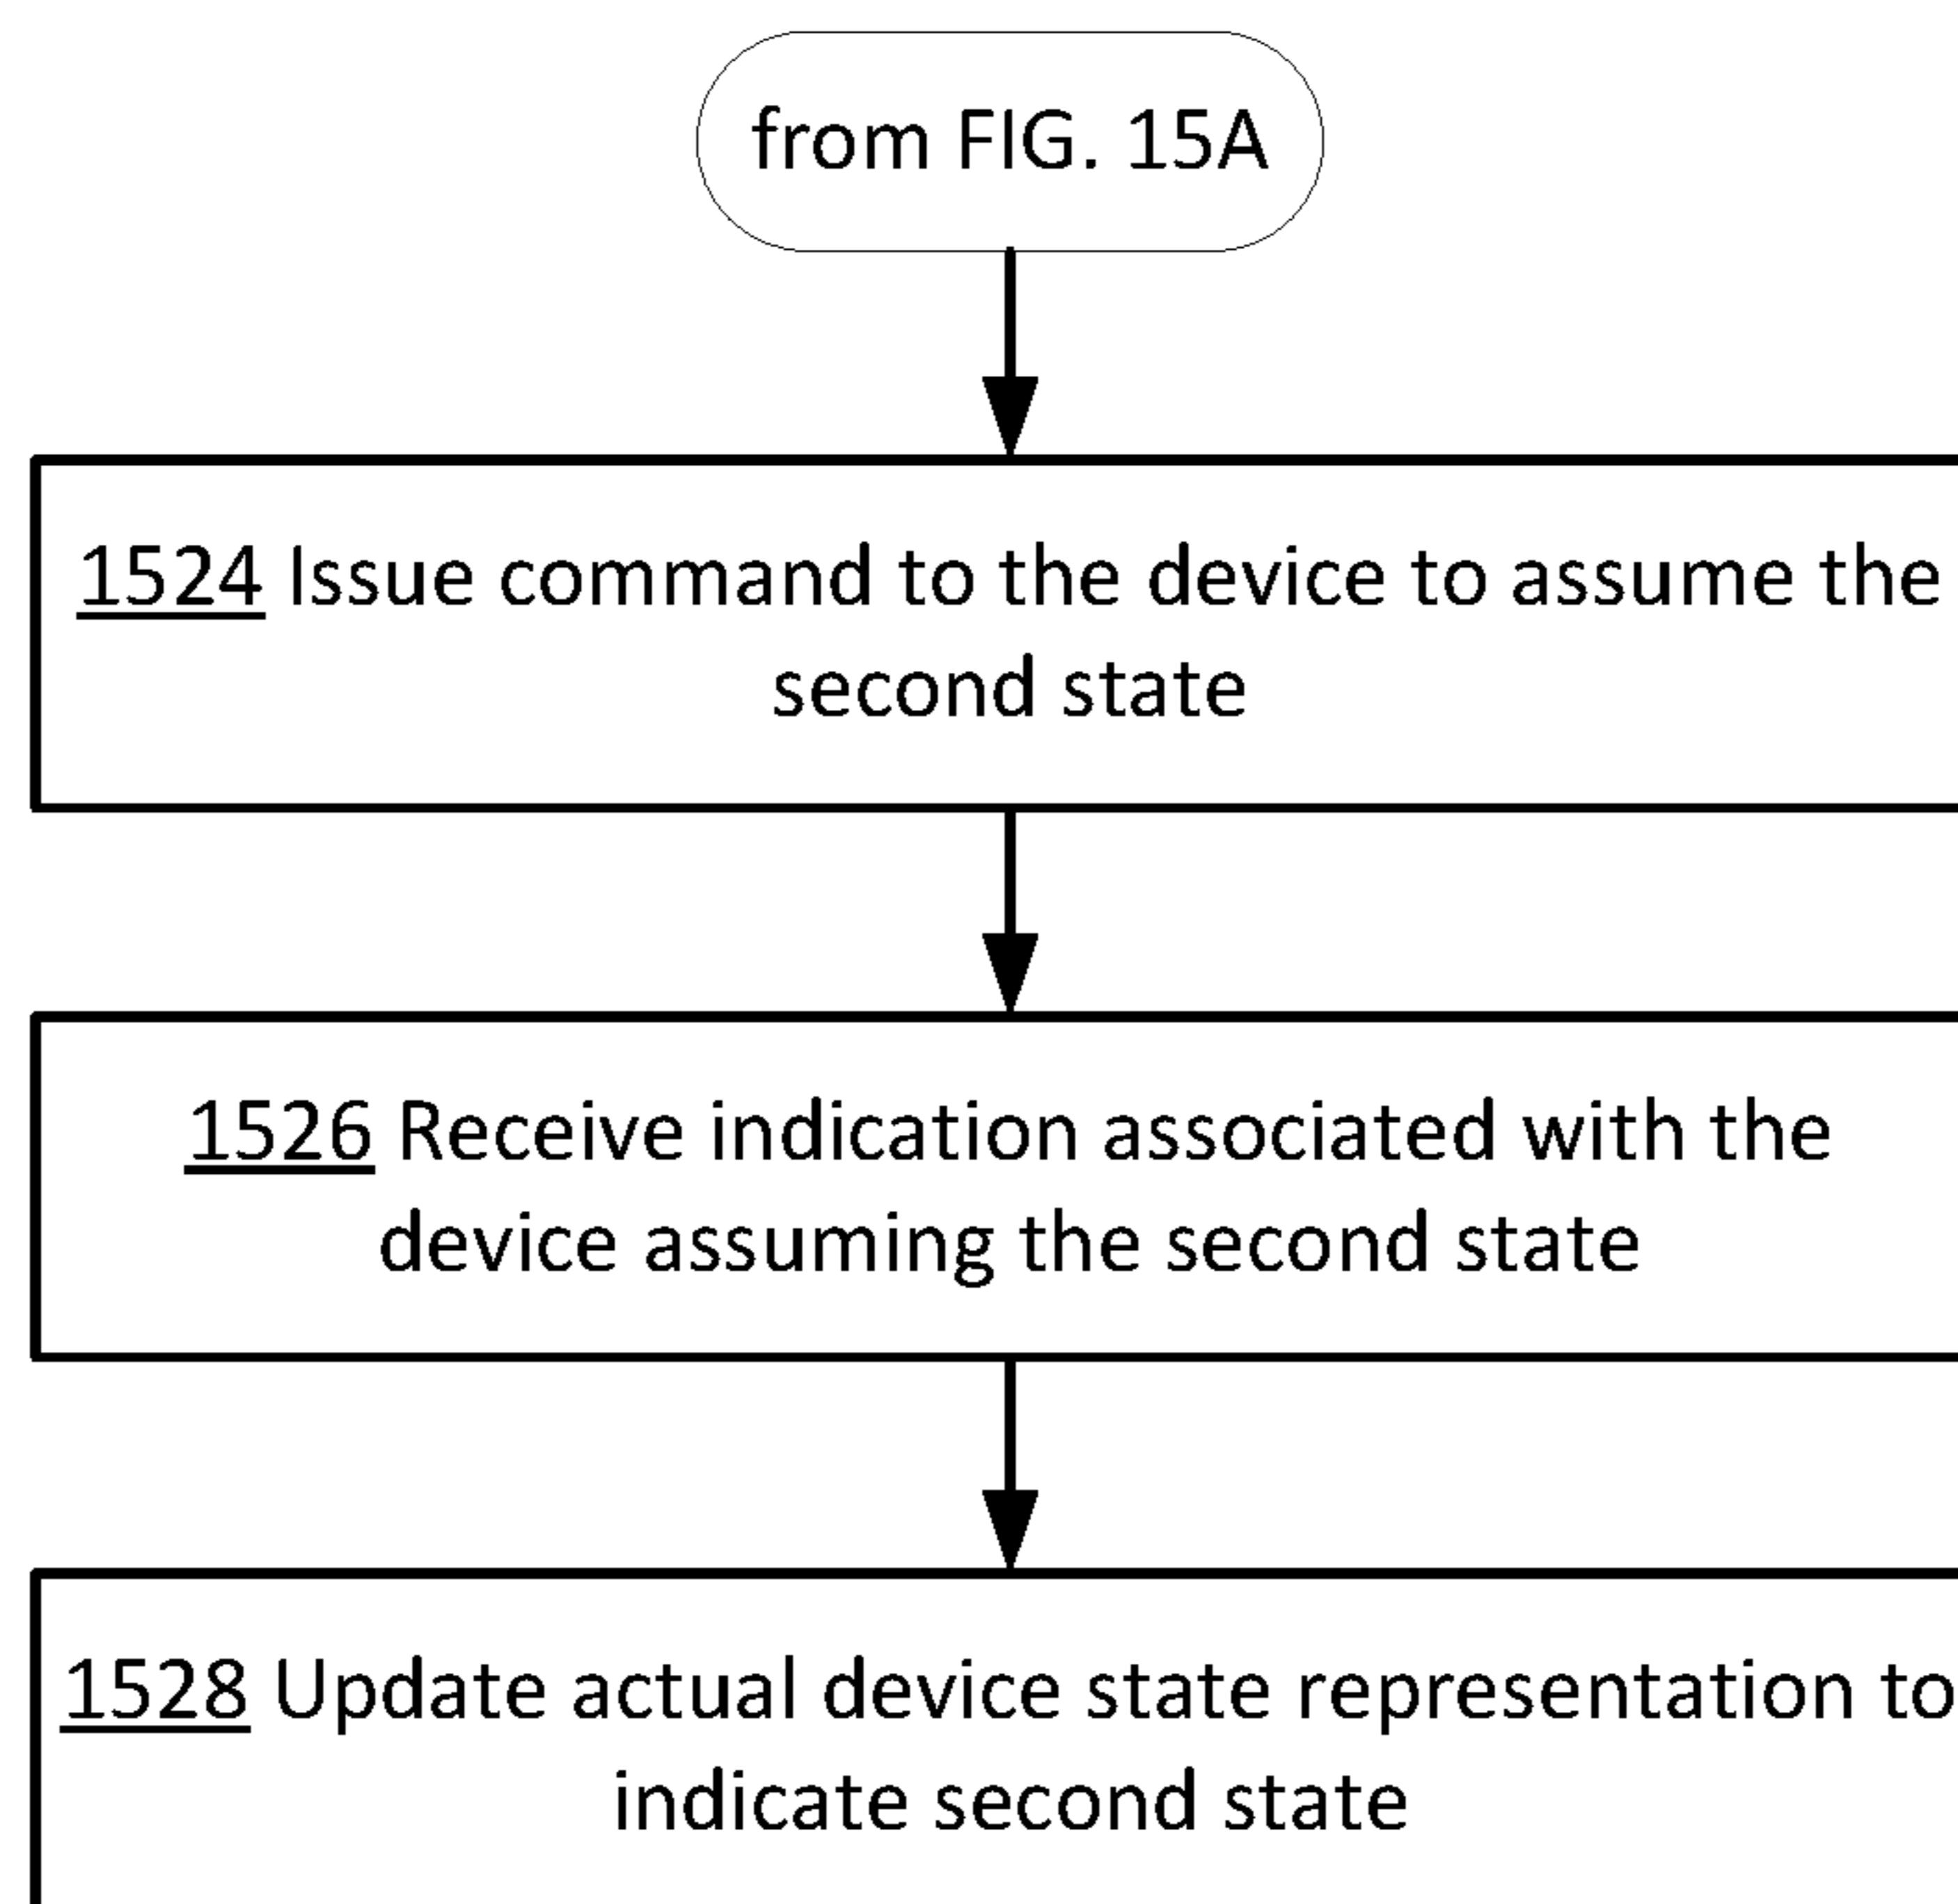 from FIG. 15A
1524 Issue command to the device to assume the
second state
1526 Receive indication associated with the
device assuming the second state
1528 Update actual device state representation to
indicate second state